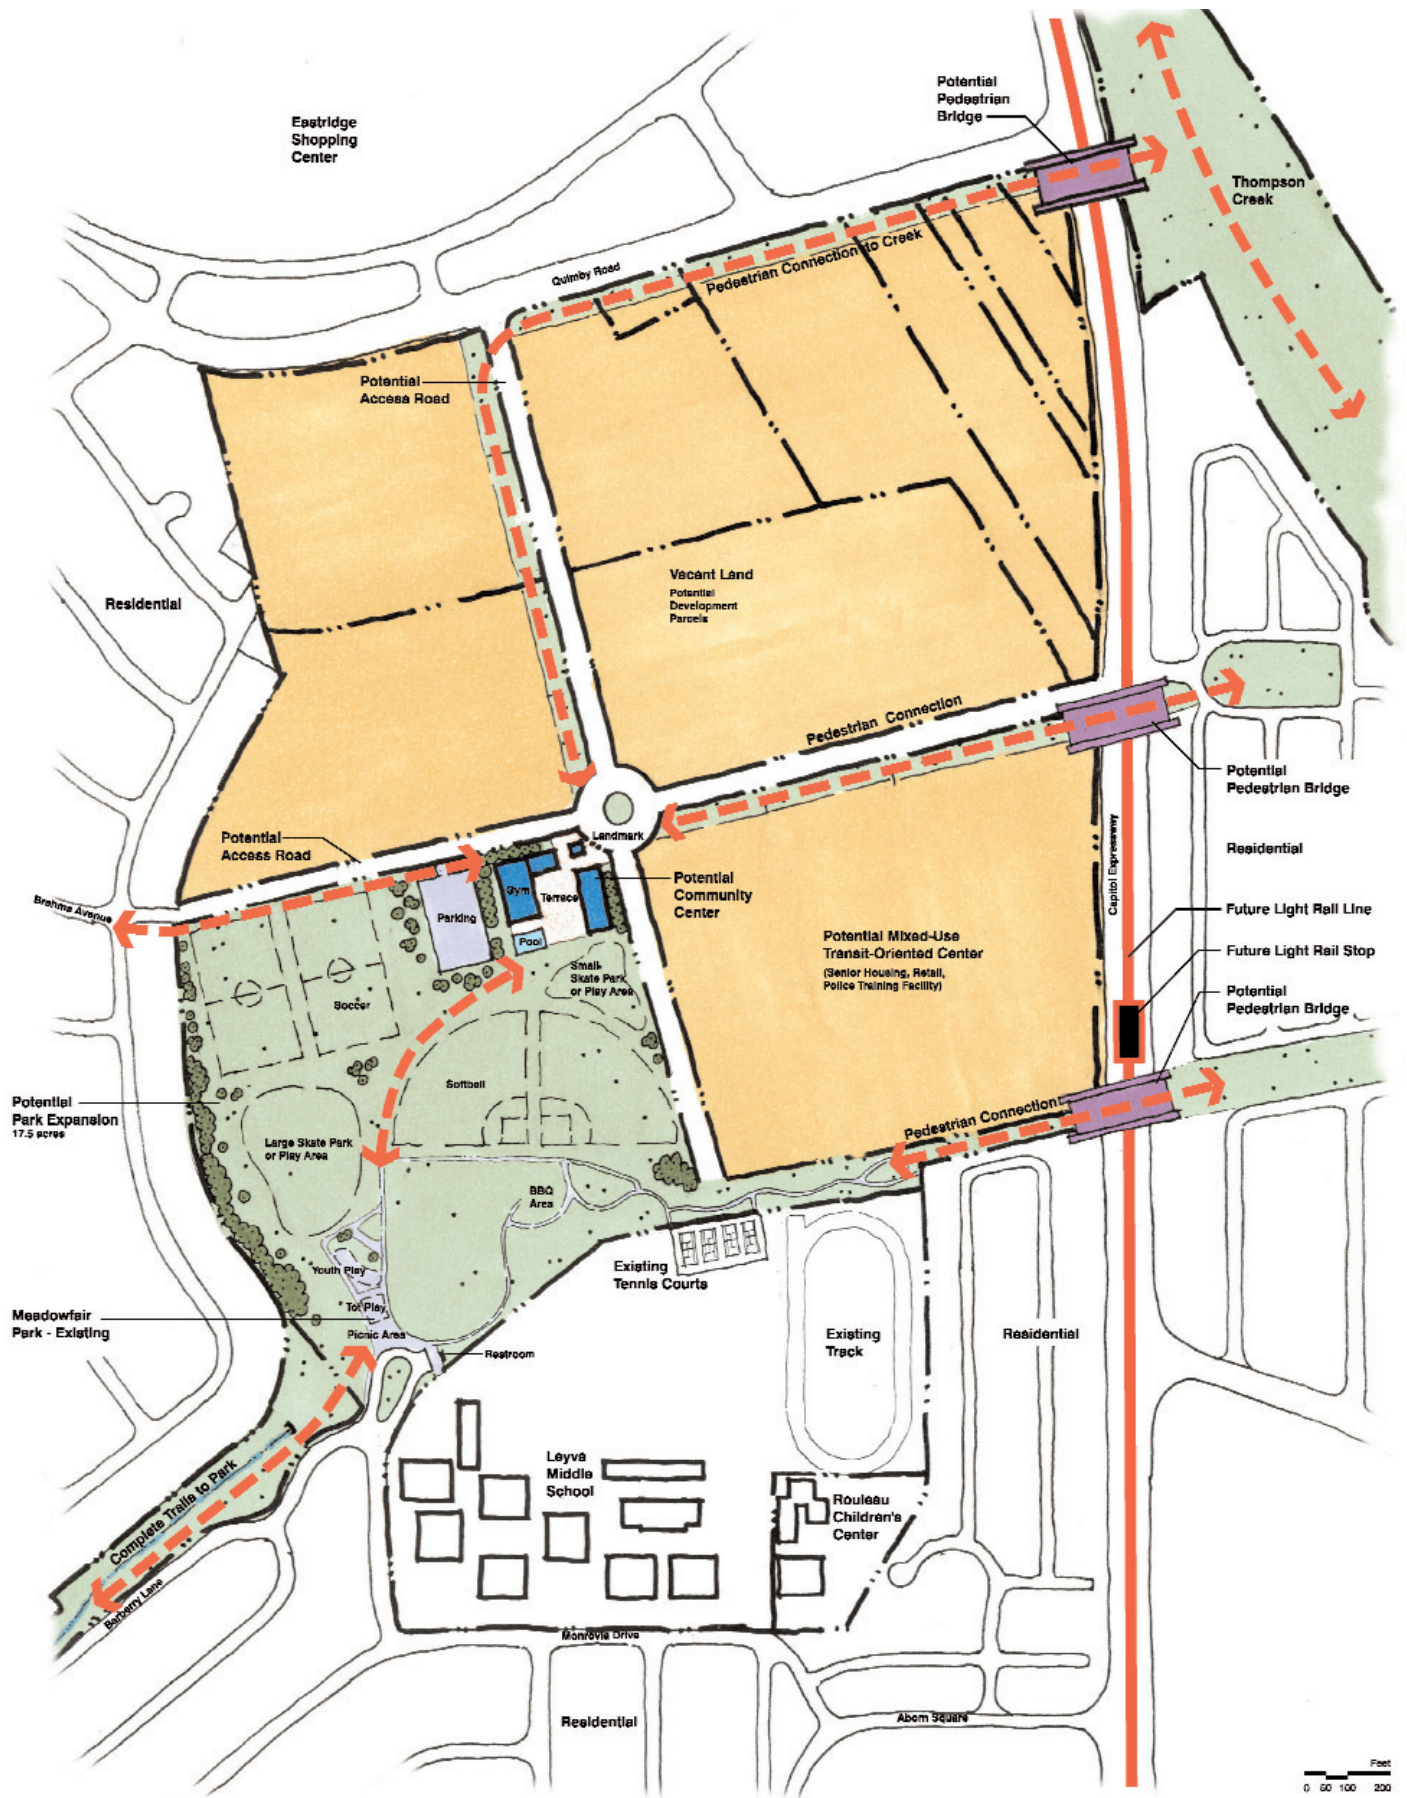 Potential
Pedestrian
Bridge
Eastridge
Shopping
Center
Thompson
Creek
Quimby Road
Pedestrian Connection to Creek
Potential
Access Road
Vacant Land
Potential
Development
Parcels
Residential
Pedestrian Connection
Potential
Pedestrian Bridge
Capitol Expressway
Residential
Potential
Access Road
Landmark
Brahms Avenue
Gym
Terrace
Parking
Pool
Potential
Community
Center
Future Light Rail Line
Future Light Rail Stop
Potential Mixed-Use
Transit-Oriented Center
(Senior Housing, Retail,
Police Training Facility)
Potential
Pedestrian Bridge
Small
Skate Park
or Play Area
Soccer
Softball
Potential
Park Expansion
17.5 acres
Pedestrian Connection
Large Skate Park
or Play Area
BBQ
Area
Existing
Tennis Courts
Youth Play
Tot Play
Picnic Area
Meadowfair
Park - Existing
Restroom
Existing
Track
Residential
Complete Trails to Park
Barberry Lane
Leyva
Middle
School
Rouleau
Children's
Center
Monrovia Drive
Residential
Aborn Square
Feet
0 50 100 200